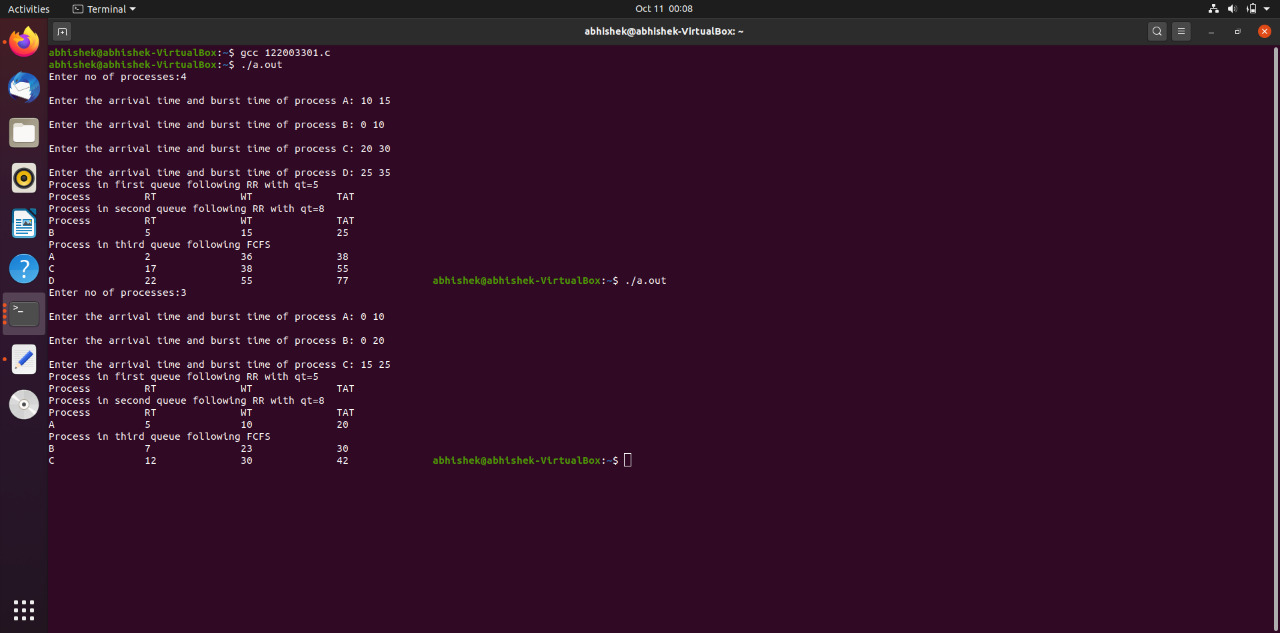 Activities Terminal Oct 11 00:08
abhishek@abhishek-VirtualBox: ~
abhishek@abhishek-VirtualBox:~$ gcc 122003301.c
abhishek@abhishek-VirtualBox:~$ ./a.out
Enter no of processes:4
Enter the arrival time and burst time of process A: 10 15
Enter the arrival time and burst time of process B: 0 10
Enter the arrival time and burst time of process C: 20 30
Enter the arrival time and burst time of process D: 25 35
Process in first queue following RR with qt=5
Process RT WT TAT
Process in second queue following RR with qt=8
Process RT WT TAT
B 5 15 25
Process in third queue following FCFS
A 2 36 38
C 17 38 55
D 22 55 77 abhishek@abhishek-VirtualBox:~$ ./a.out
Enter no of processes:3
Enter the arrival time and burst time of process A: 0 10
Enter the arrival time and burst time of process B: 0 20
Enter the arrival time and burst time of process C: 15 25
Process in first queue following RR with qt=5
Process RT WT TAT
Process in second queue following RR with qt=8
Process RT WT TAT
A 5 10 20
Process in third queue following FCFS
B 7 23 30
C 12 30 42 abhishek@abhishek-VirtualBox:~$